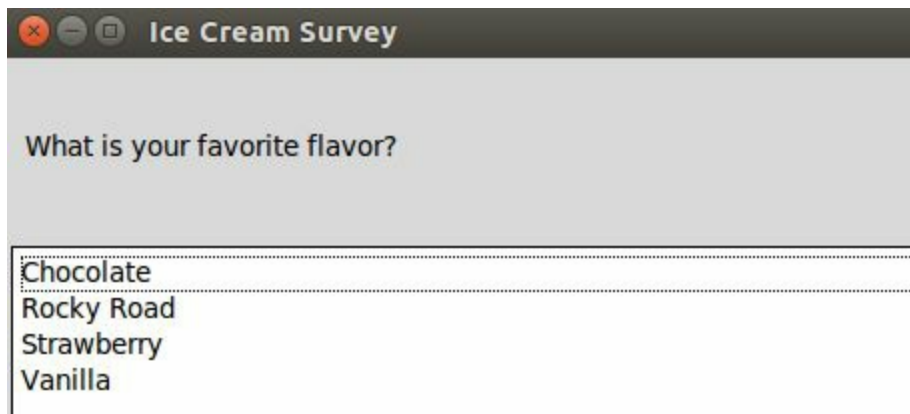 Ice Cream Survey
What is your favorite flavor?
Chocolate
Rocky Road
Strawberry
Vanilla